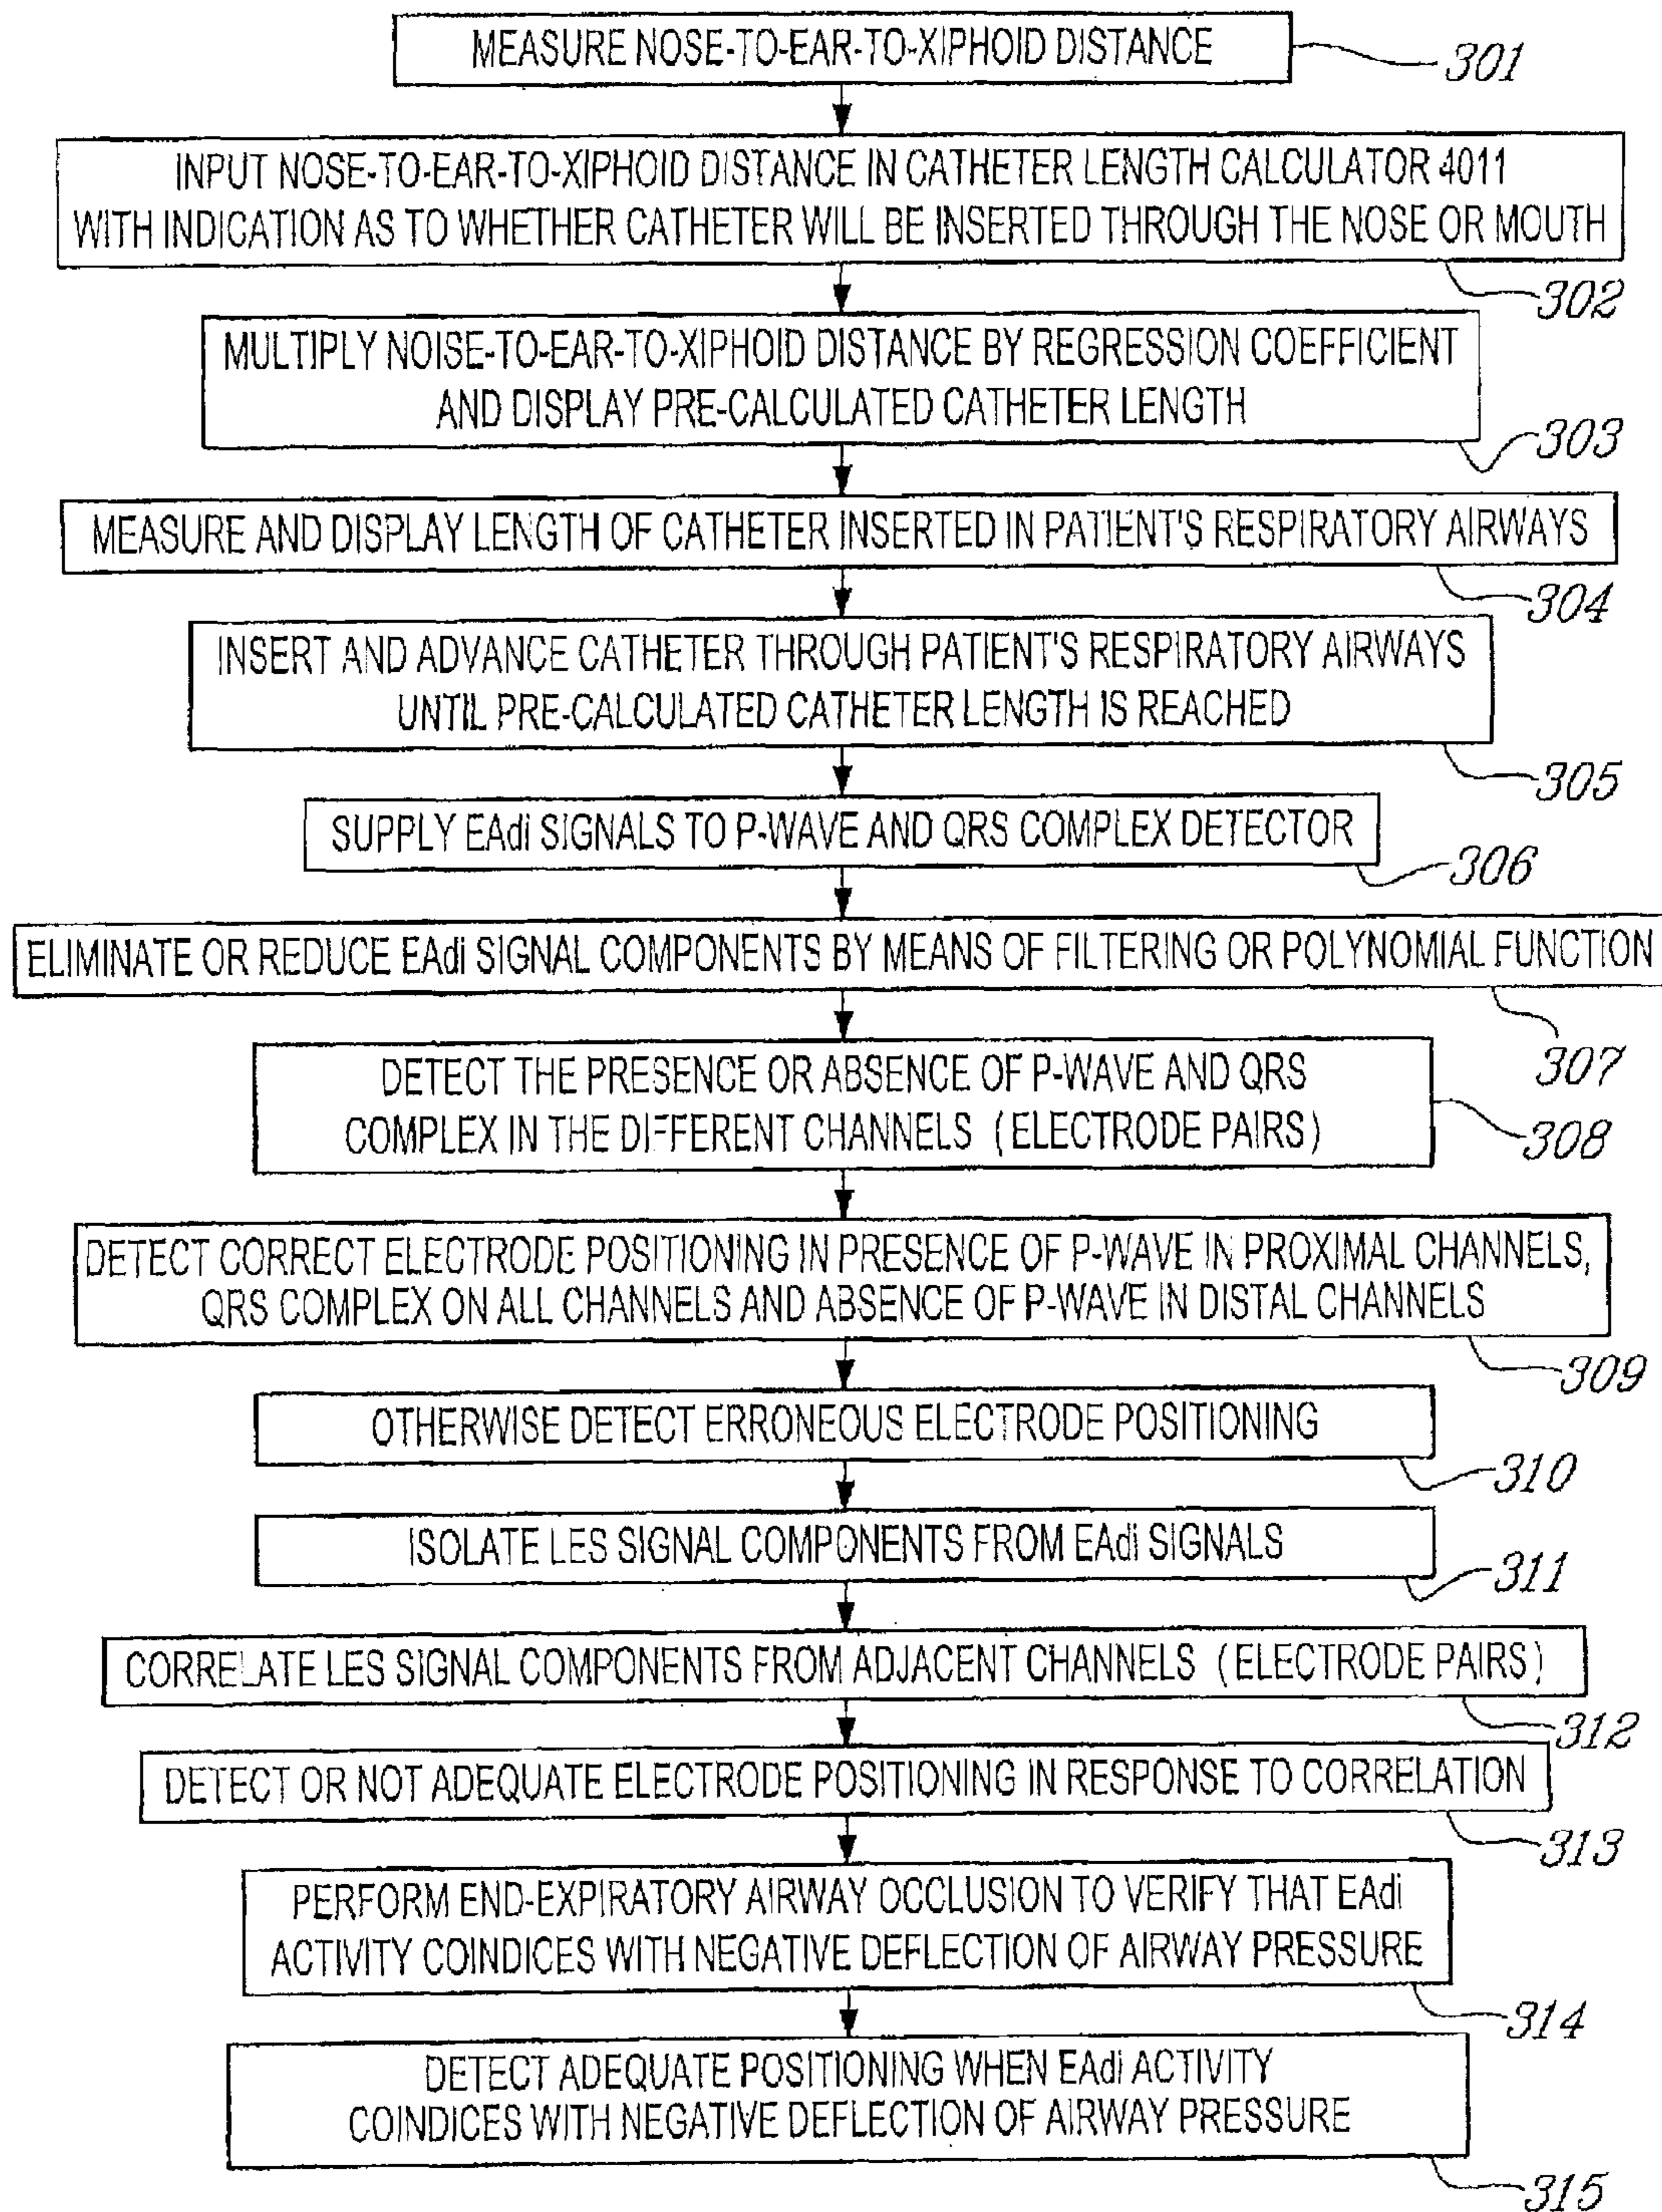 MEASURE NOSE-TO-EAR-TO-XIPHOID DISTANCE
301
INPUT NOSE-TO-EAR-TO-XIPHOID DISTANCE IN CATHETER LENGTH CALCULATOR 4011
WITH INDICATION AS TO WHETHER CATHETER WILL BE INSERTED THROUGH THE NOSE OR MOUTH
302
MULTIPLY NOISE-TO-EAR-TO-XIPHOID DISTANCE BY REGRESSION COEFFICIENT
AND DISPLAY PRE-CALCULATED CATHETER LENGTH
303
MEASURE AND DISPLAY LENGTH OF CATHETER INSERTED IN PATIENT'S RESPIRATORY AIRWAYS
304
INSERT AND ADVANCE CATHETER THROUGH PATIENT'S RESPIRATORY AIRWAYS
UNTIL PRE-CALCULATED CATHETER LENGTH IS REACHED
305
SUPPLY EAdi SIGNALS TO P-WAVE AND QRS COMPLEX DETECTOR
306
ELIMINATE OR REDUCE EAdi SIGNAL COMPONENTS BY MEANS OF FILTERING OR POLYNOMIAL FUNCTION
307
DETECT THE PRESENCE OR ABSENCE OF P-WAVE AND QRS
COMPLEX IN THE DIFFERENT CHANNELS (ELECTRODE PAIRS)
308
DETECT CORRECT ELECTRODE POSITIONING IN PRESENCE OF P-WAVE IN PROXIMAL CHANNELS,
QRS COMPLEX ON ALL CHANNELS AND ABSENCE OF P-WAVE IN DISTAL CHANNELS
309
OTHERWISE DETECT ERRONEOUS ELECTRODE POSITIONING
310
ISOLATE LES SIGNAL COMPONENTS FROM EAdi SIGNALS
311
CORRELATE LES SIGNAL COMPONENTS FROM ADJACENT CHANNELS (ELECTRODE PAIRS)
312
DETECT OR NOT ADEQUATE ELECTRODE POSITIONING IN RESPONSE TO CORRELATION
313
PERFORM END-EXPIRATORY AIRWAY OCCLUSION TO VERIFY THAT EAdi
ACTIVITY COINDICES WITH NEGATIVE DEFLECTION OF AIRWAY PRESSURE
314
DETECT ADEQUATE POSITIONING WHEN EAdi ACTIVITY
COINDICES WITH NEGATIVE DEFLECTION OF AIRWAY PRESSURE
315